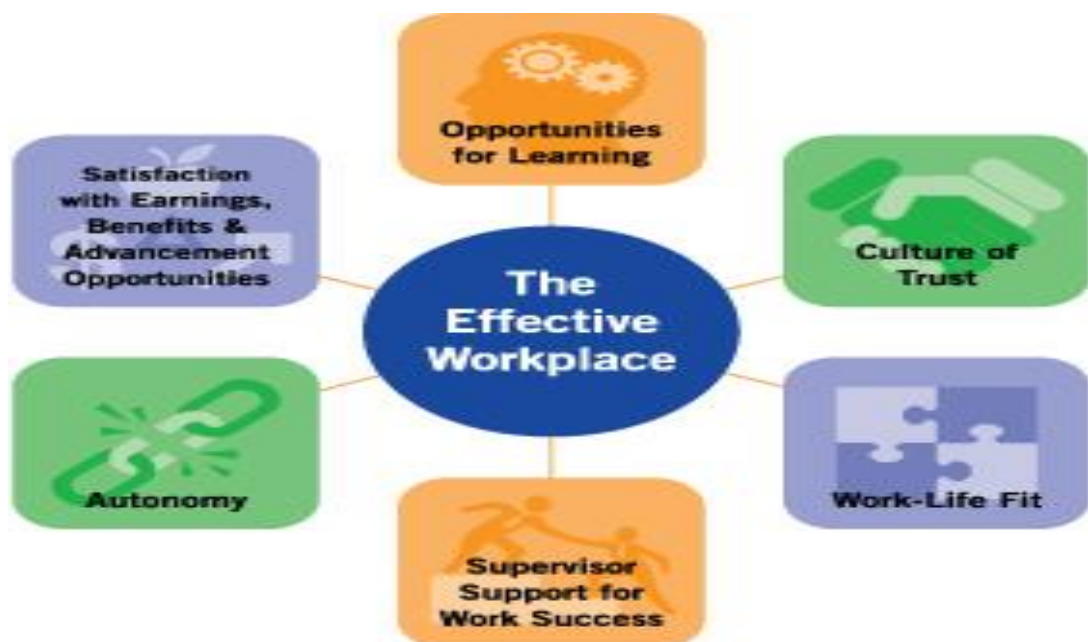 Opportunities
for Learning
Satisfaction
with Earnings,
Benefits &
Advancement
Opportunities
Culture of
Trust
The
Effective
Workplace
Autonomy
Work-Life Fit
Supervisor
Support for
Work Success